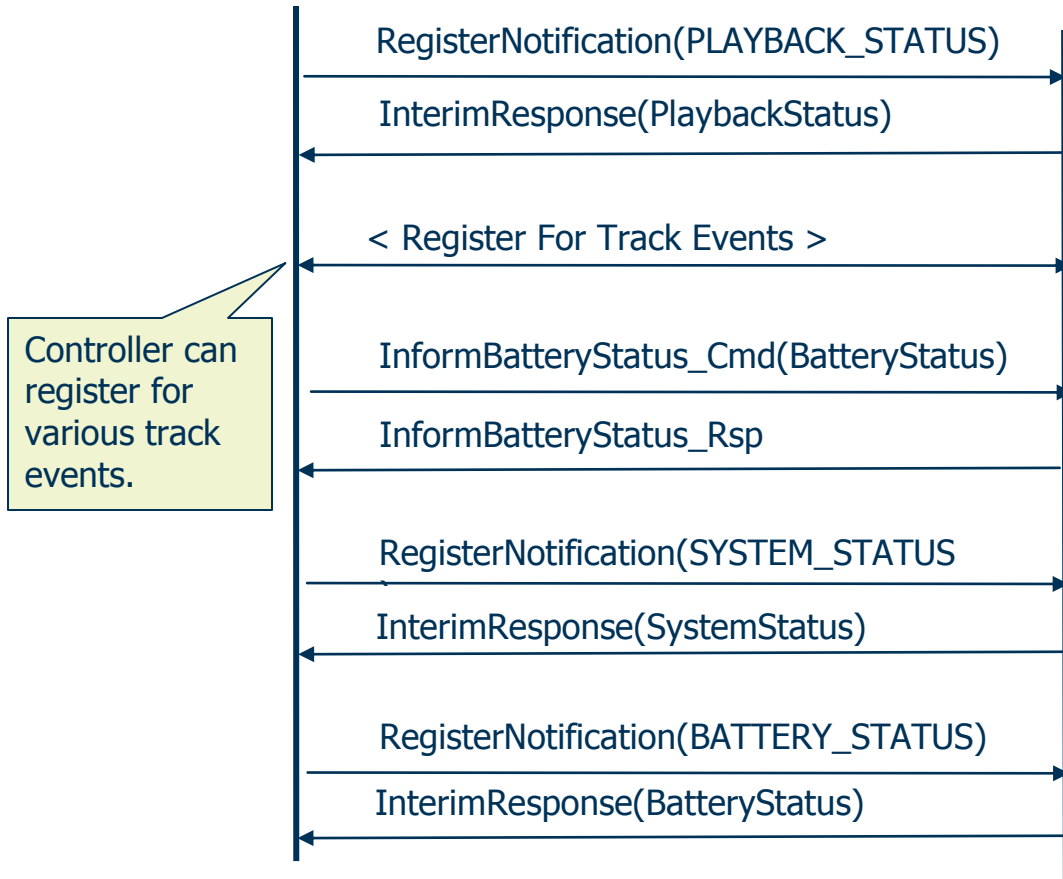 RegisterNotification(PLAYBACK_STATUS)
InterimResponse(PlaybackStatus)
< Register For Track Events >
Controller can
register for
various track
events.
InformBatteryStatus_Cmd(BatteryStatus)
InformBatteryStatus_Rsp
RegisterNotification(SYSTEM_STATUS
InterimResponse(SystemStatus)
RegisterNotification(BATTERY_STATUS)
InterimResponse(BatteryStatus)